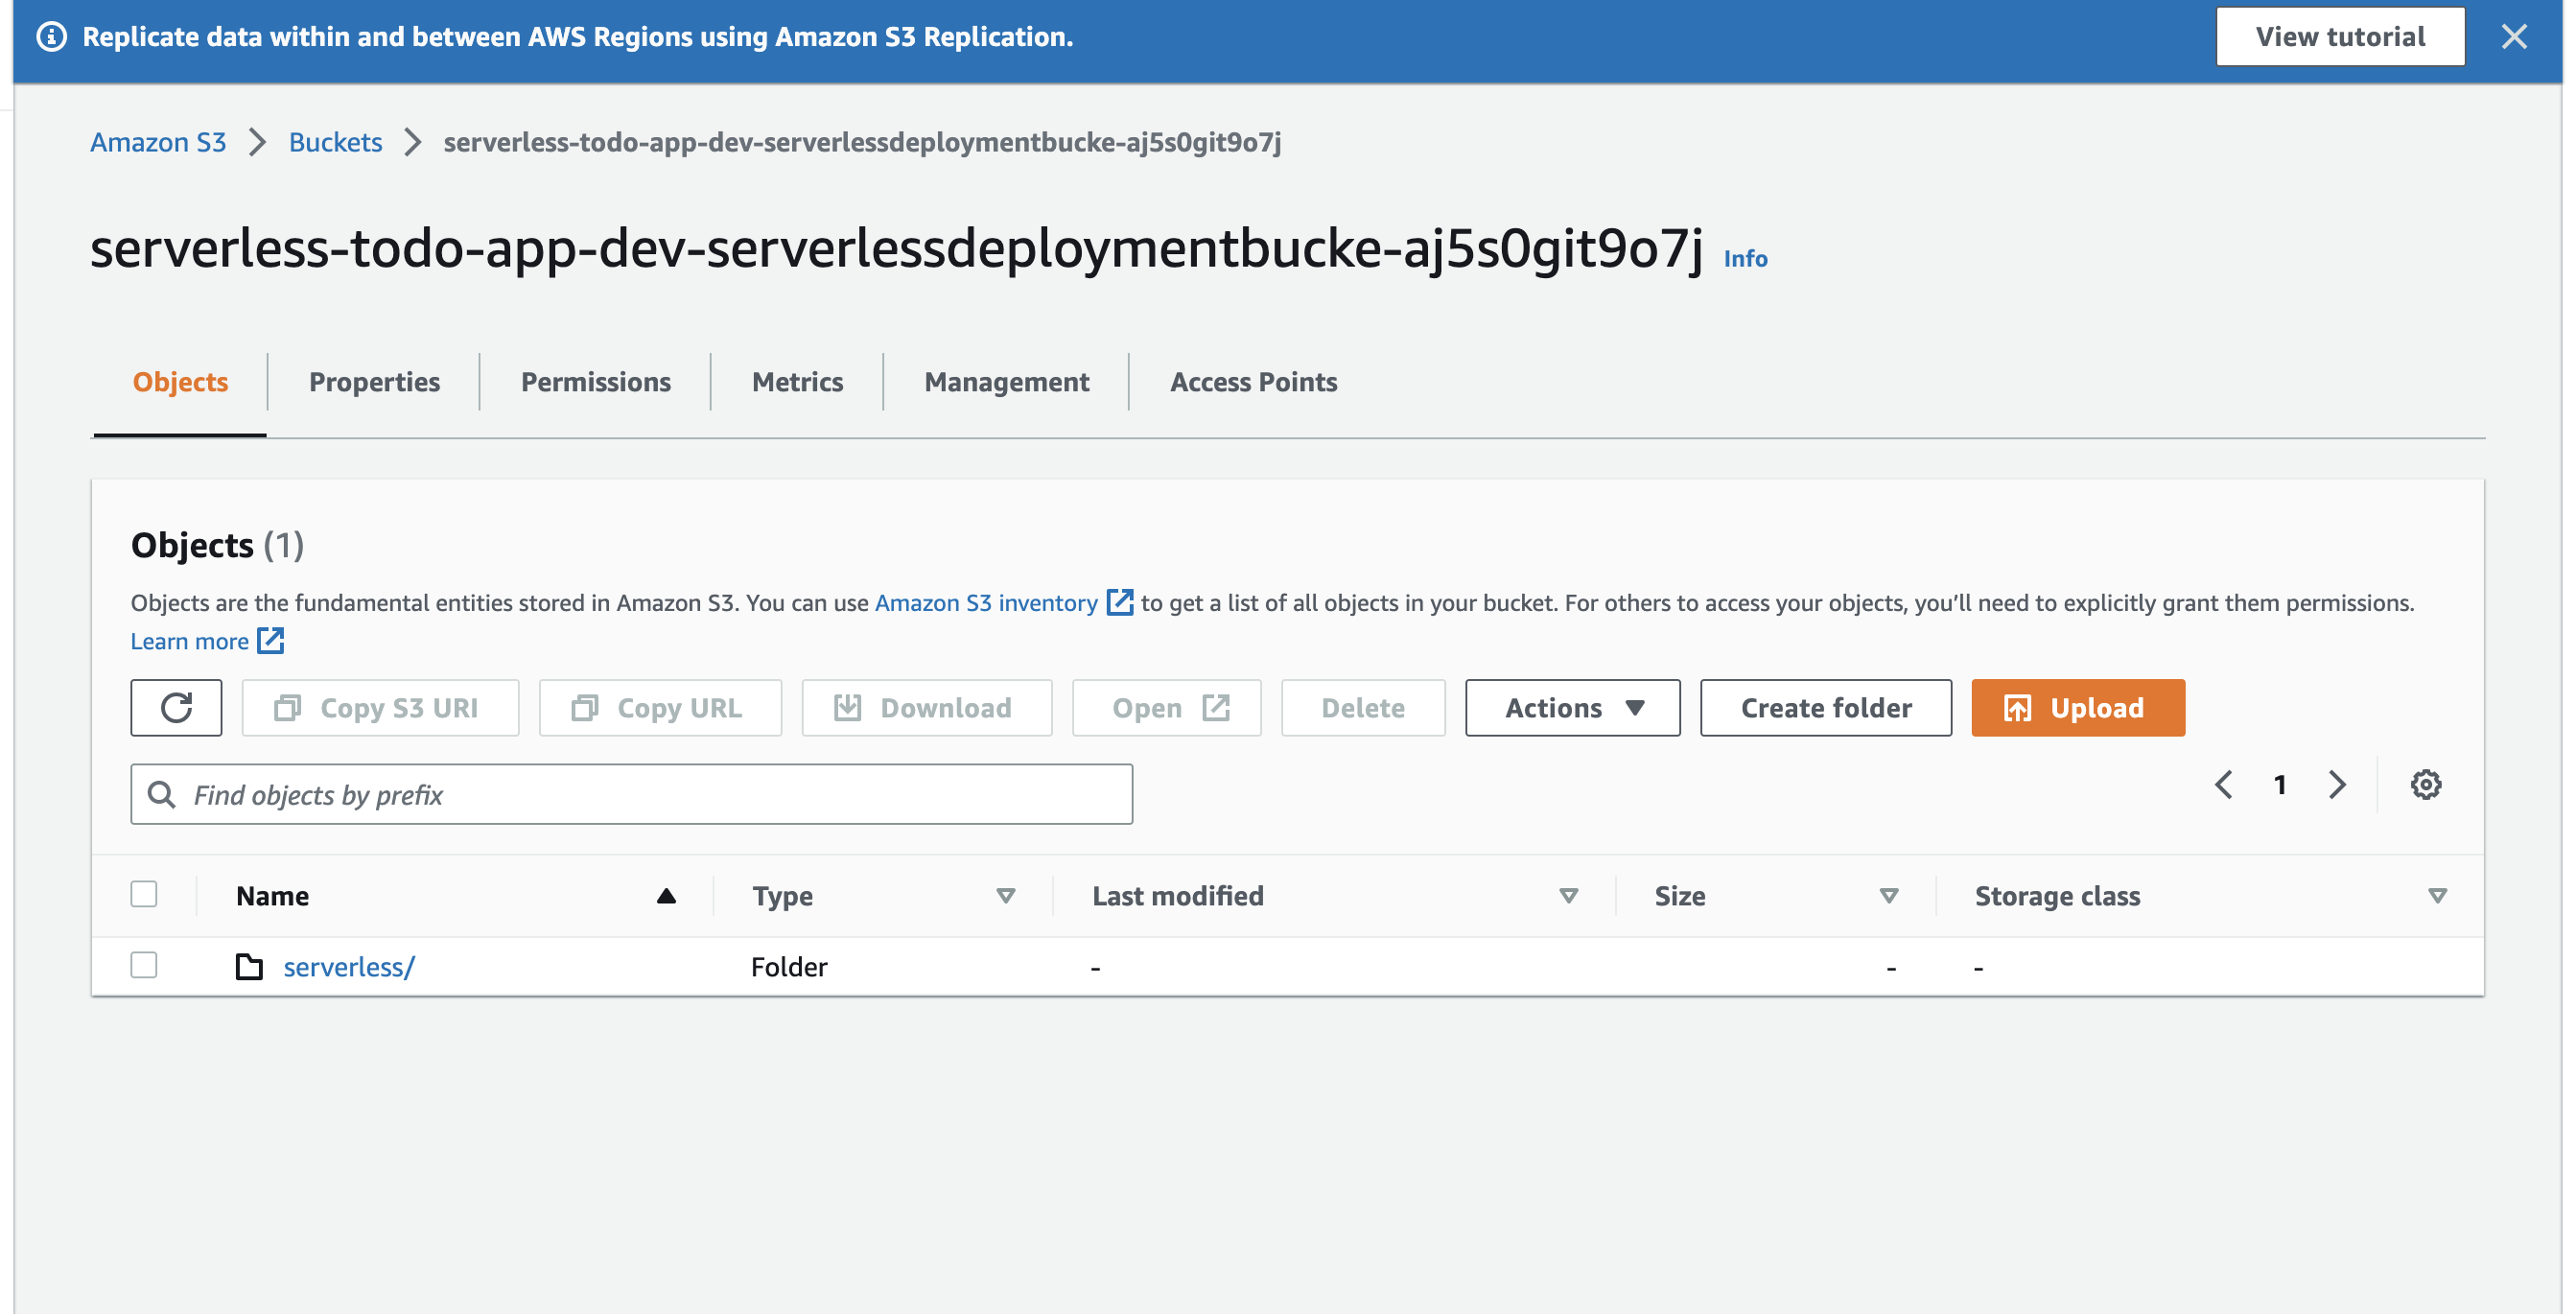 Replicate data within and between AWS Regions using Amazon S3 Replication.
View tutorial
Amazon S3
Buckets
serverless-todo-app-dev-serverlessdeploymentbucke-aj5s0git9o7j
serverless-todo-app-dev-serverlessdeploymentbucke-aj5s0git9o7j Info
Objects
Properties
Permissions
Metrics
Management
Access Points
Objects (1)
Objects are the fundamental entities stored in Amazon S3. You can use Amazon S3 inventory to get a list of all objects in your bucket. For others to access your objects, you’ll need to explicitly grant them permissions.
Learn more
Copy S3 URI
Copy URL
Download
Open
Delete
Actions
Create folder
Upload
Find objects by prefix
1
Name
Type
Last modified
Size
Storage class
serverless/
Folder
-
-
-